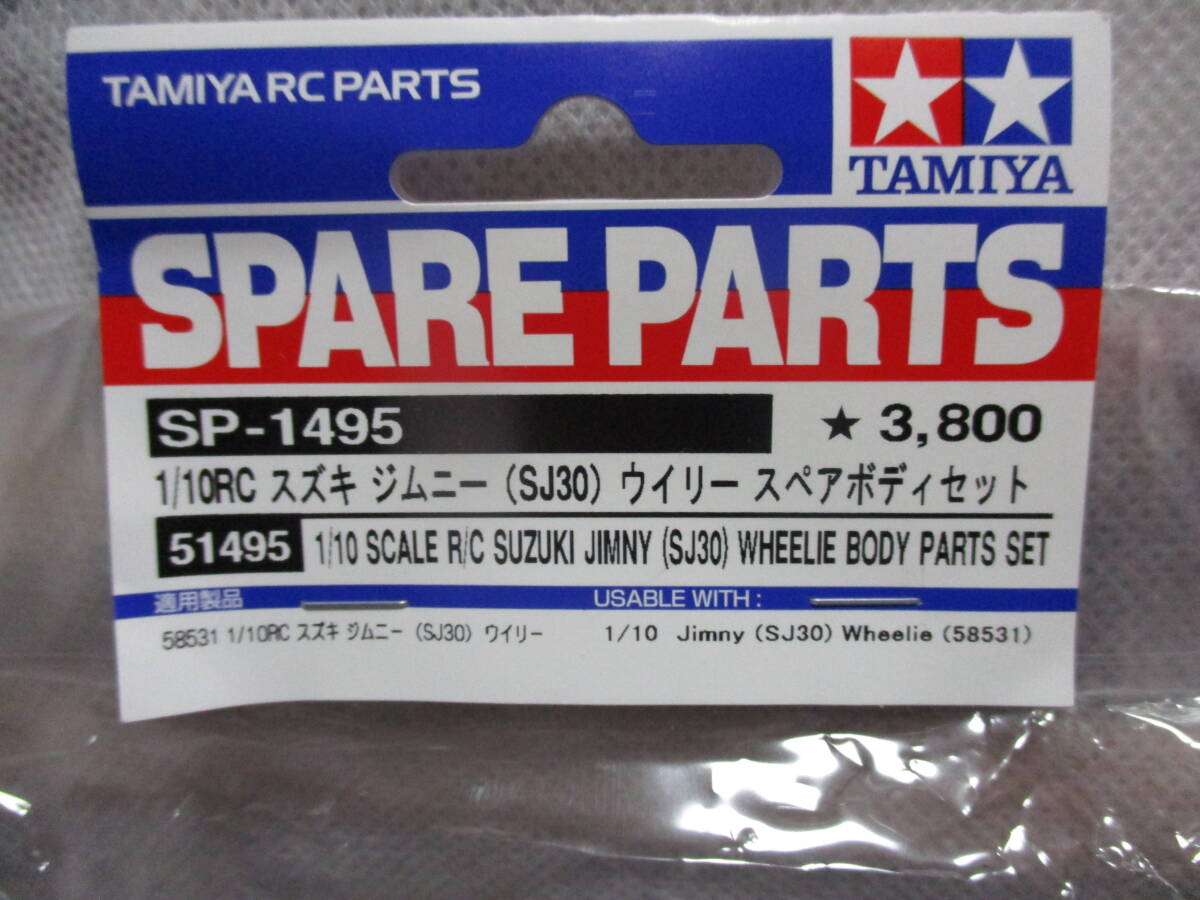 TAMIYA RC PARTS
TAMIYA
SPARE PARTS
SP-1495 ★ 3,800
1/10RC スズキ ジムニー (SJ30) ウイリー スペアボディセット
51495 1/10 SCALE R/C SUZUKI JIMNY (SJ30) WHEELIE BODY PARTS SET
適用製品 USABLE WITH :
58531 1/10RC スズキ ジムニー (SJ30) ウイリー 1/10 Jimny (SJ30) Wheelie (58531)